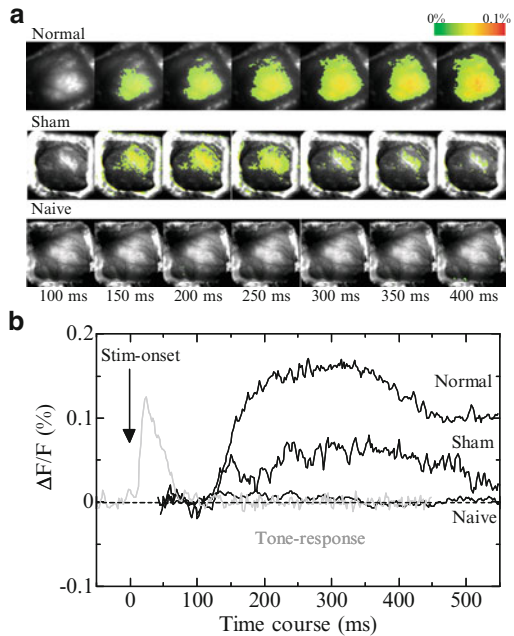 a
0% 0.1%
Normal
Sham
Naive
100 ms 150 ms 200 ms 250 ms 300 ms 350 ms 400 ms
b
0.2
Stim-onset
Normal
0.1
Sham
ΔF/F (%)
0
Naive
Tone-response
-0.1
0 100 200 300 400 500
Time course (ms)